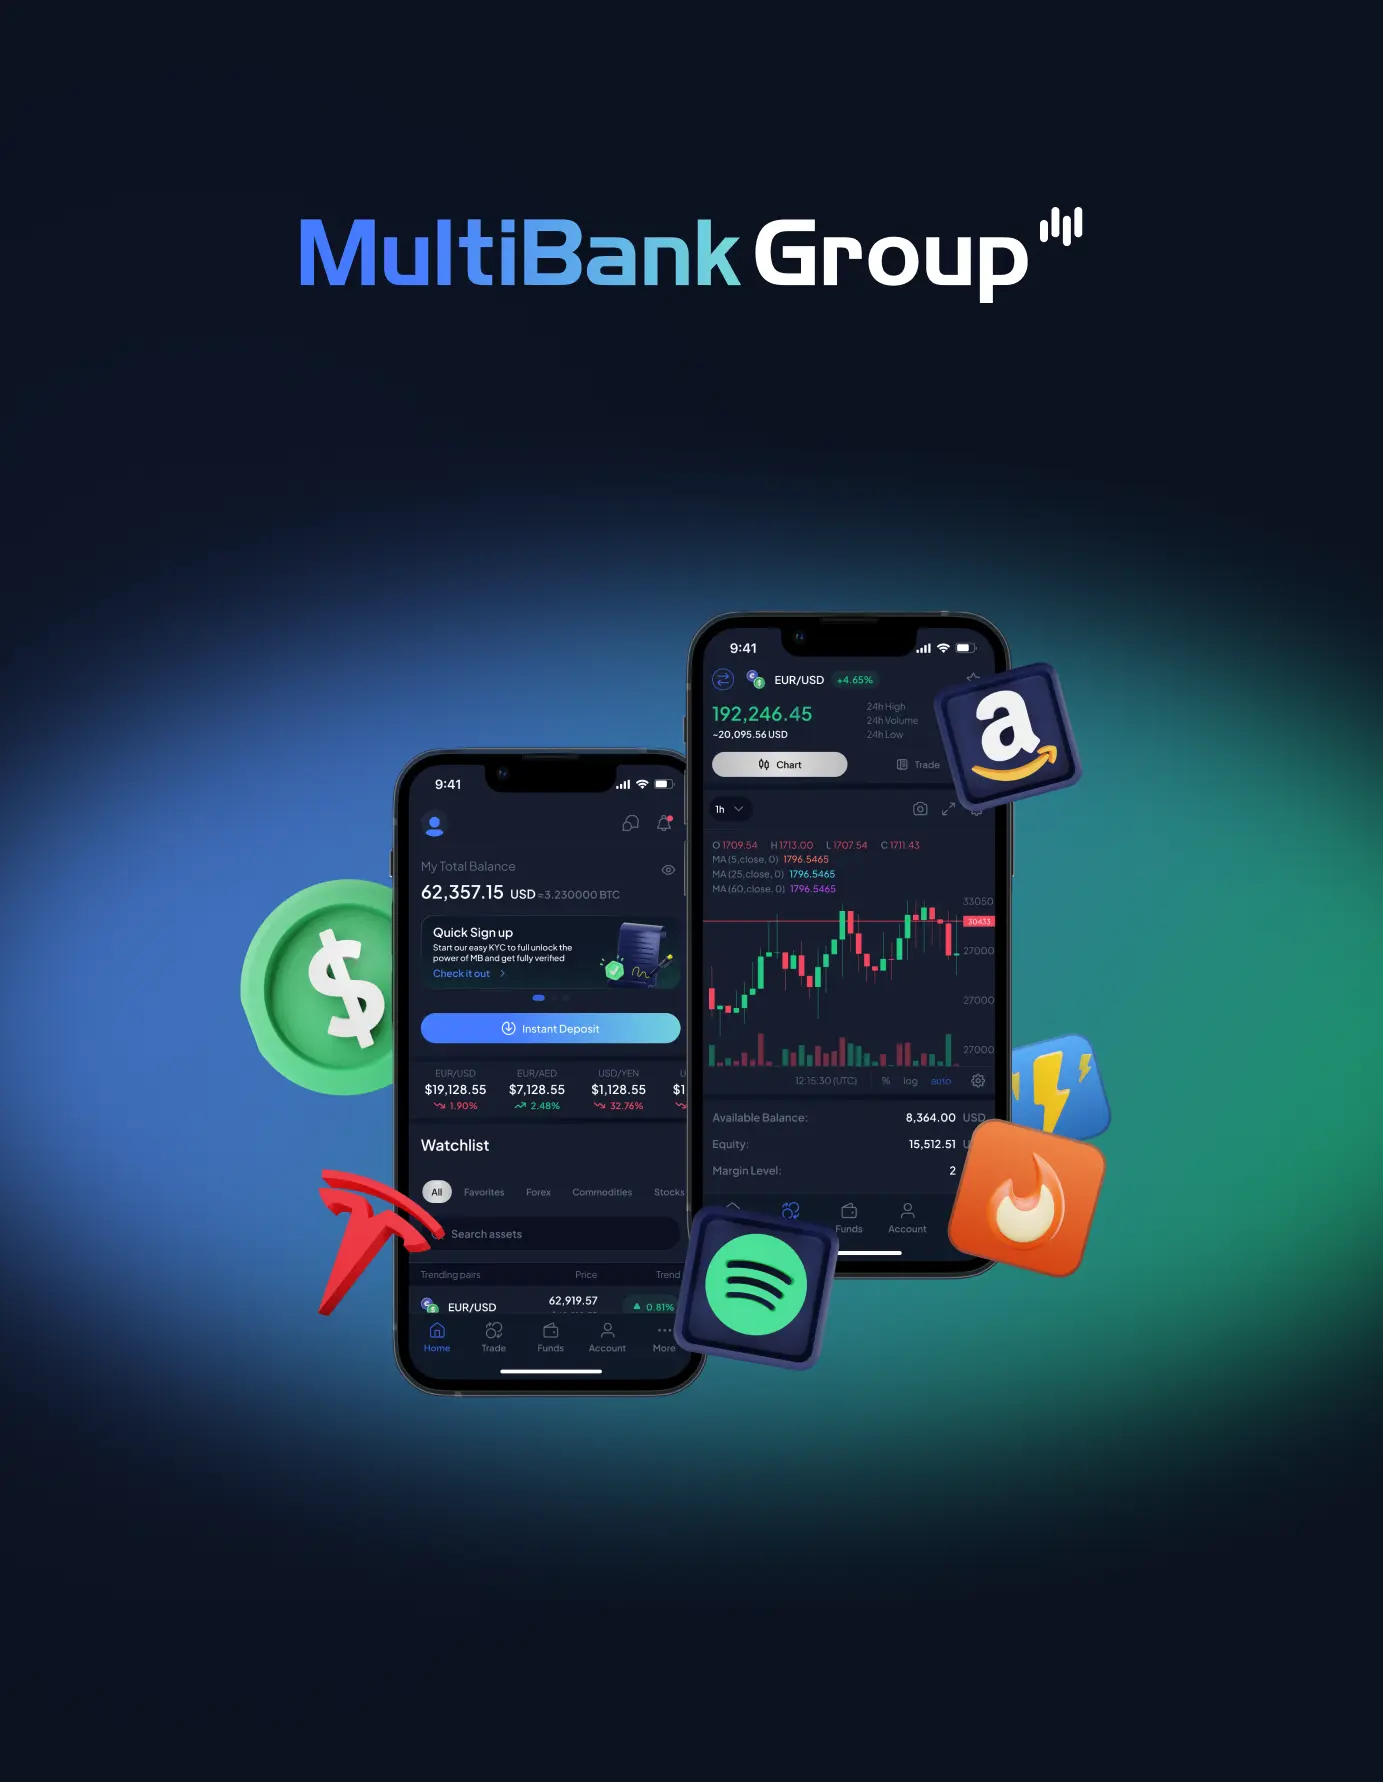 MultiBank Group
9:41
My Total Balance
62,357.15 USD ≈3.230000 BTC
Quick Sign up
Start our easy KYC to full unlock the
power of MB and get fully verified
Check it out
Instant Deposit
EUR/USD EUR/AED USD/YEN U
$19,128.55 $7,128.55 $1,128.55 $1
1.90% 2.48% 32.76%
Watchlist
All Favorites Forex Commodities Stocks
Search assets
Trending pairs Price Trend
EUR/USD 62,919.57 0.81%
Home Trade Funds Account More
9:41
EUR/USD +4.65%
192,246.45
~20,095.56 USD
24h High
24h Volume
24h Low
Chart Trade
1h
O 1709.54 H 1713.00 L 1707.54 C 1711.43
MA (5,close, 0) 1796.5465
MA (25,close, 0) 1796.5465
MA (60,close, 0) 1796.5465
33050
30433
27000
27000
27000
12:15:30 (UTC) % log auto
Available Balance: 8,364.00 USD
Equity: 15,512.51 U
Margin Level: 2
Funds Account
a
$